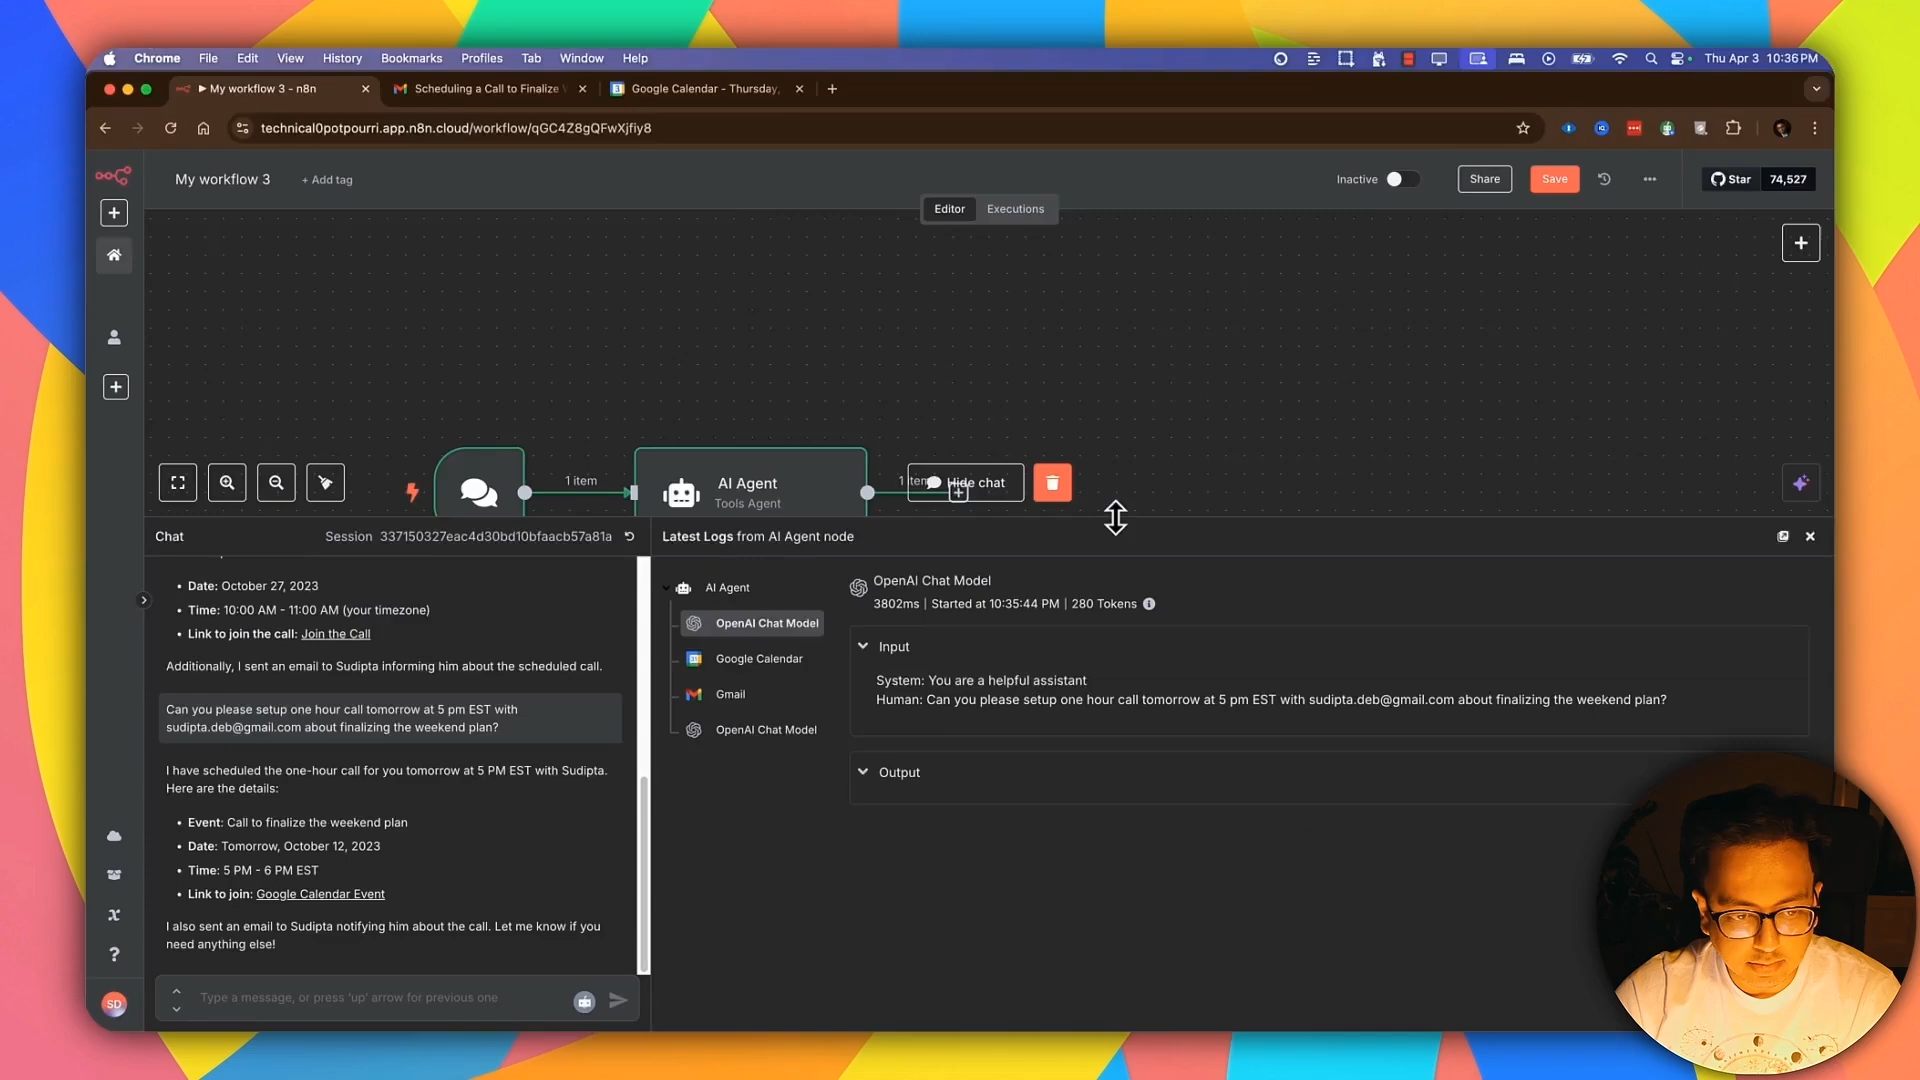 Chrome File Edit View History Bookmarks Profiles Tab Window Help Thu Apr 3 10:36 PM
My workflow 3 - n8n
Scheduling a Call to Finalize
Google Calendar - Thursday,
technical0potpourri.app.n8n.cloud/workflow/qGC4Z8gQFwXjfiy8
My workflow 3
+ Add tag
Inactive
Share
Save
Star 74,527
Editor Executions
1 item
AI Agent
Tools Agent
1 item
Hide chat
Chat
Session 337150327eac4d30bd10bfaacb57a81a
• Date: October 27, 2023
• Time: 10:00 AM - 11:00 AM (your timezone)
• Link to join the call: Join the Call
Additionally, I sent an email to Sudipta informing him about the scheduled call.
Can you please setup one hour call tomorrow at 5 pm EST with
sudipta.deb@gmail.com about finalizing the weekend plan?
I have scheduled the one-hour call for you tomorrow at 5 PM EST with Sudipta.
Here are the details:
• Event: Call to finalize the weekend plan
• Date: Tomorrow, October 12, 2023
• Time: 5 PM - 6 PM EST
• Link to join: Google Calendar Event
I also sent an email to Sudipta notifying him about the call. Let me know if you
need anything else!
Type a message, or press 'up' arrow for previous one
SD
Latest Logs from AI Agent node
AI Agent
OpenAI Chat Model
Google Calendar
Gmail
OpenAI Chat Model
OpenAI Chat Model
3802ms | Started at 10:35:44 PM | 280 Tokens
Input
System: You are a helpful assistant
Human: Can you please setup one hour call tomorrow at 5 pm EST with sudipta.deb@gmail.com about finalizing the weekend plan?
Output